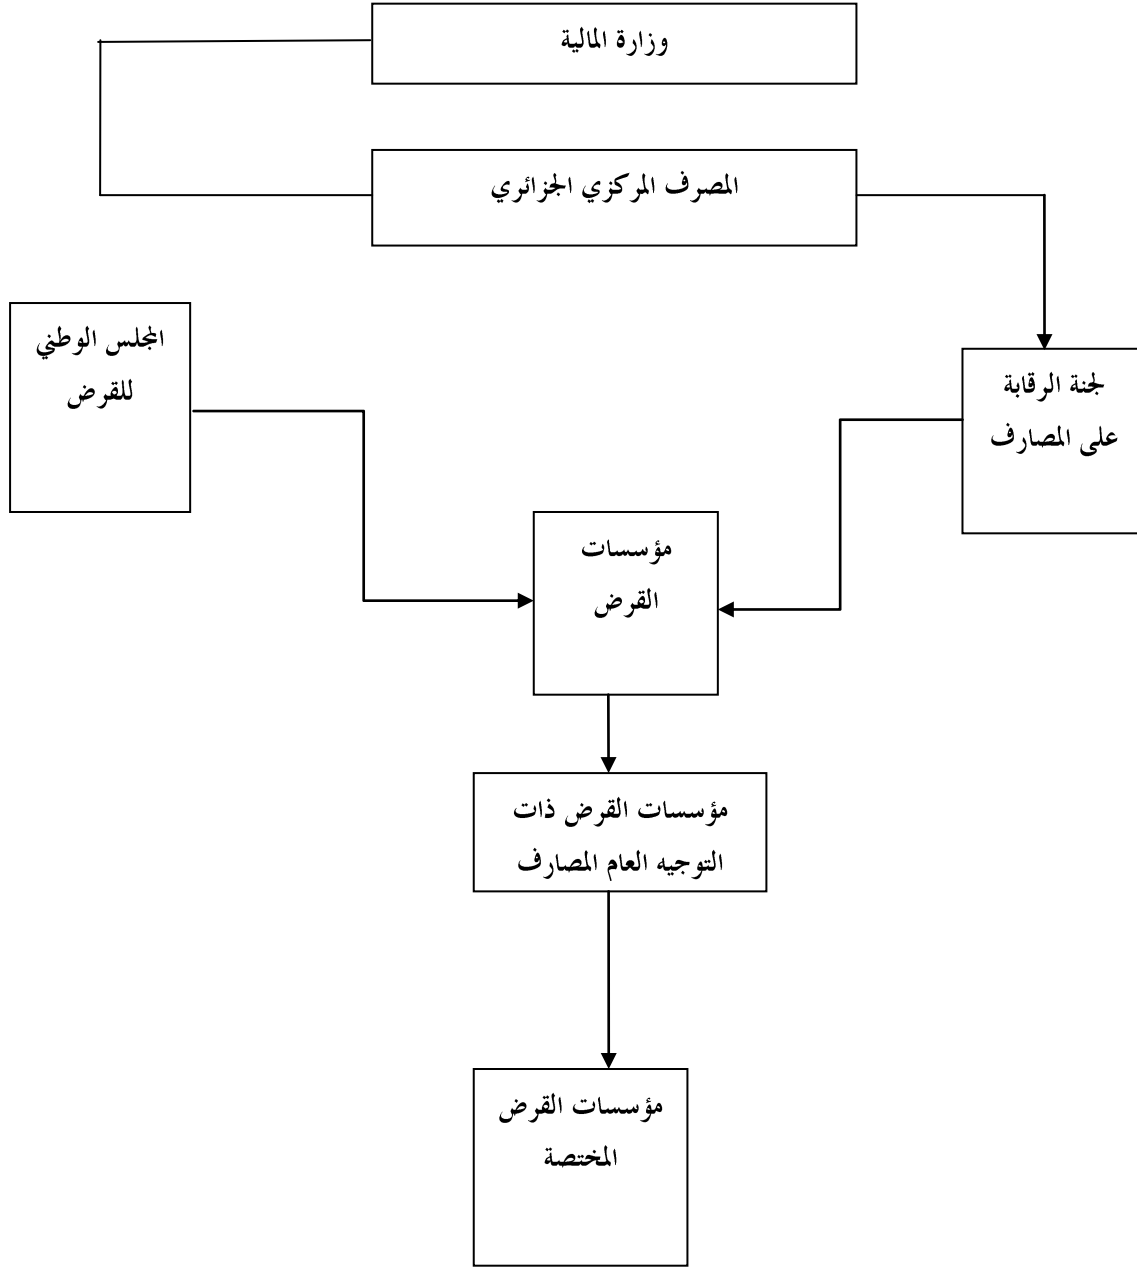 وزارة المالية
المصرف المركزي الجزائري
المجلس الوطني
للقرض
لجنة الرقابة
على المصارف
مؤسسات
القرض
مؤسسات القرض ذات
التوجيه العام المصارف
مؤسسات القرض
المختصة